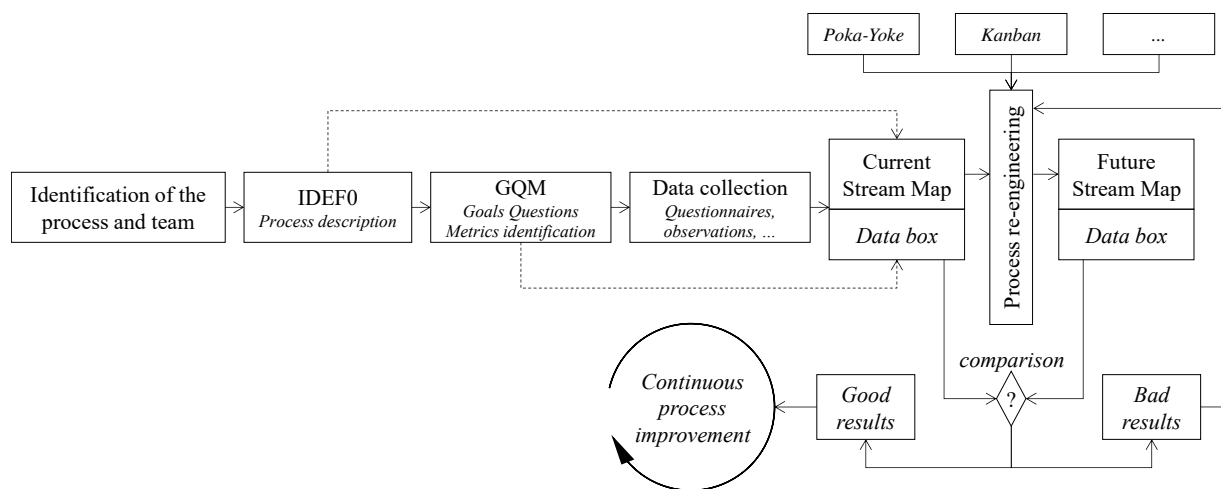 Poka-Yoke
Kanban
...
Identification of the
process and team
IDEF0
Process description
GQM
Goals Questions
Metrics identification
Data collection
Questionnaires,
observations, ...
Current
Stream Map
Data box
Process re-engineering
Future
Stream Map
Data box
comparison
?
Continuous
process
improvement
Good
results
Bad
results